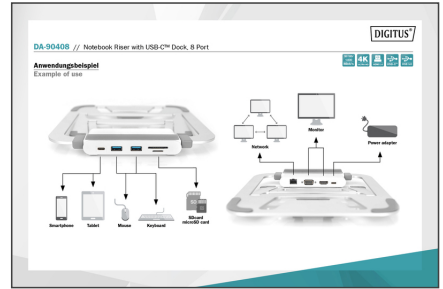 DIGITUS®
DA-90408 // Notebook Riser with USB-C™ Dock, 8 Port
Anwendungsbeispiel
Example of use
4K
Network
Monitor
Power adapter
Smartphone
Tablet
Mouse
Keyboard
SDcard
microSD card